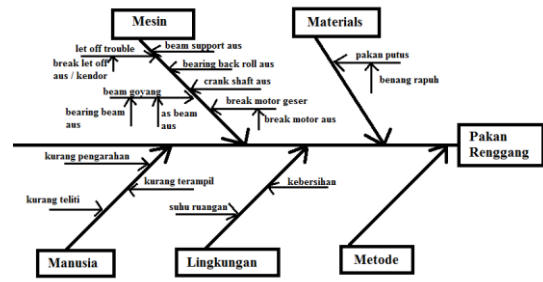 Mesin
Materials
let off trouble
beam support aus
break let off
aus / kendor
bearing back roll aus
pakan putus
crank shaft aus
benang rapuh
beam goyang
break motor geser
bearing beam
aus
as beam
aus
break motor aus
Pakan
Renggang
kurang pengarahan
kurang terampil
kebersihan
kurang teliti
suhu ruangan
Manusia
Lingkungan
Metode